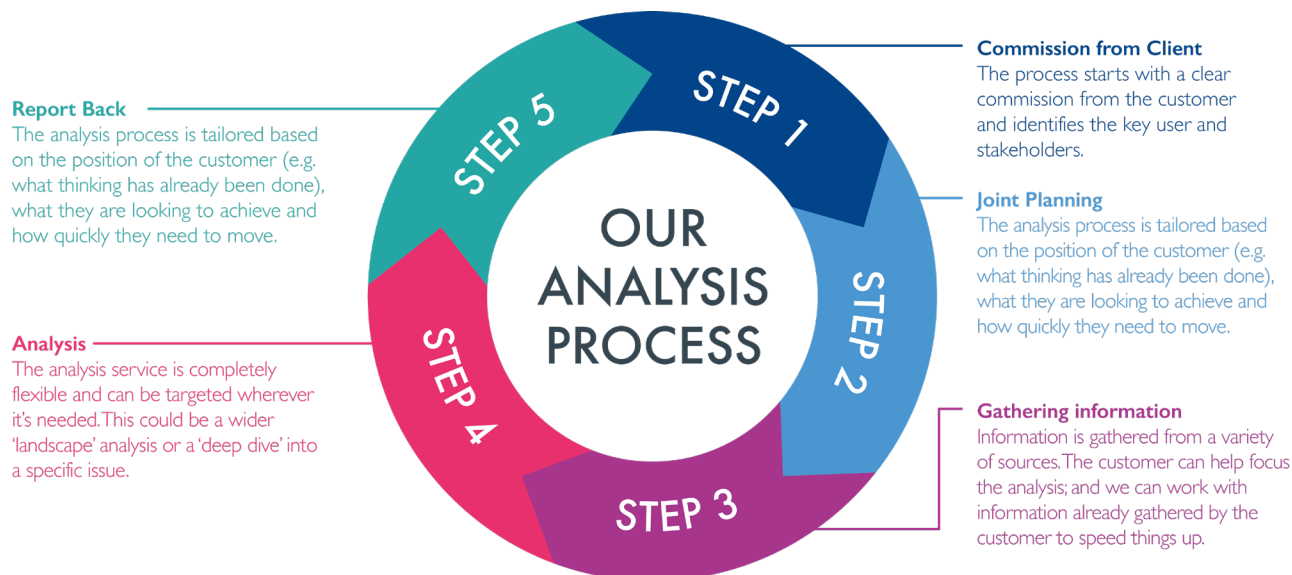 OUR
ANALYSIS
PROCESS
STEP 1
Commission from Client
The process starts with a clear
commission from the customer
and identifies the key user and
stakeholders.
STEP 2
Joint Planning
The analysis process is tailored based
on the position of the customer (e.g.
what thinking has already been done),
what they are looking to achieve and
how quickly they need to move.
STEP 3
Gathering information
Information is gathered from a variety
of sources. The customer can help focus
the analysis; and we can work with
information already gathered by the
customer to speed things up.
STEP 4
Analysis
The analysis service is completely
flexible and can be targeted wherever
it's needed. This could be a wider
'landscape' analysis or a 'deep dive' into
a specific issue.
STEP 5
Report Back
The analysis process is tailored based
on the position of the customer (e.g.
what thinking has already been done),
what they are looking to achieve and
how quickly they need to move.